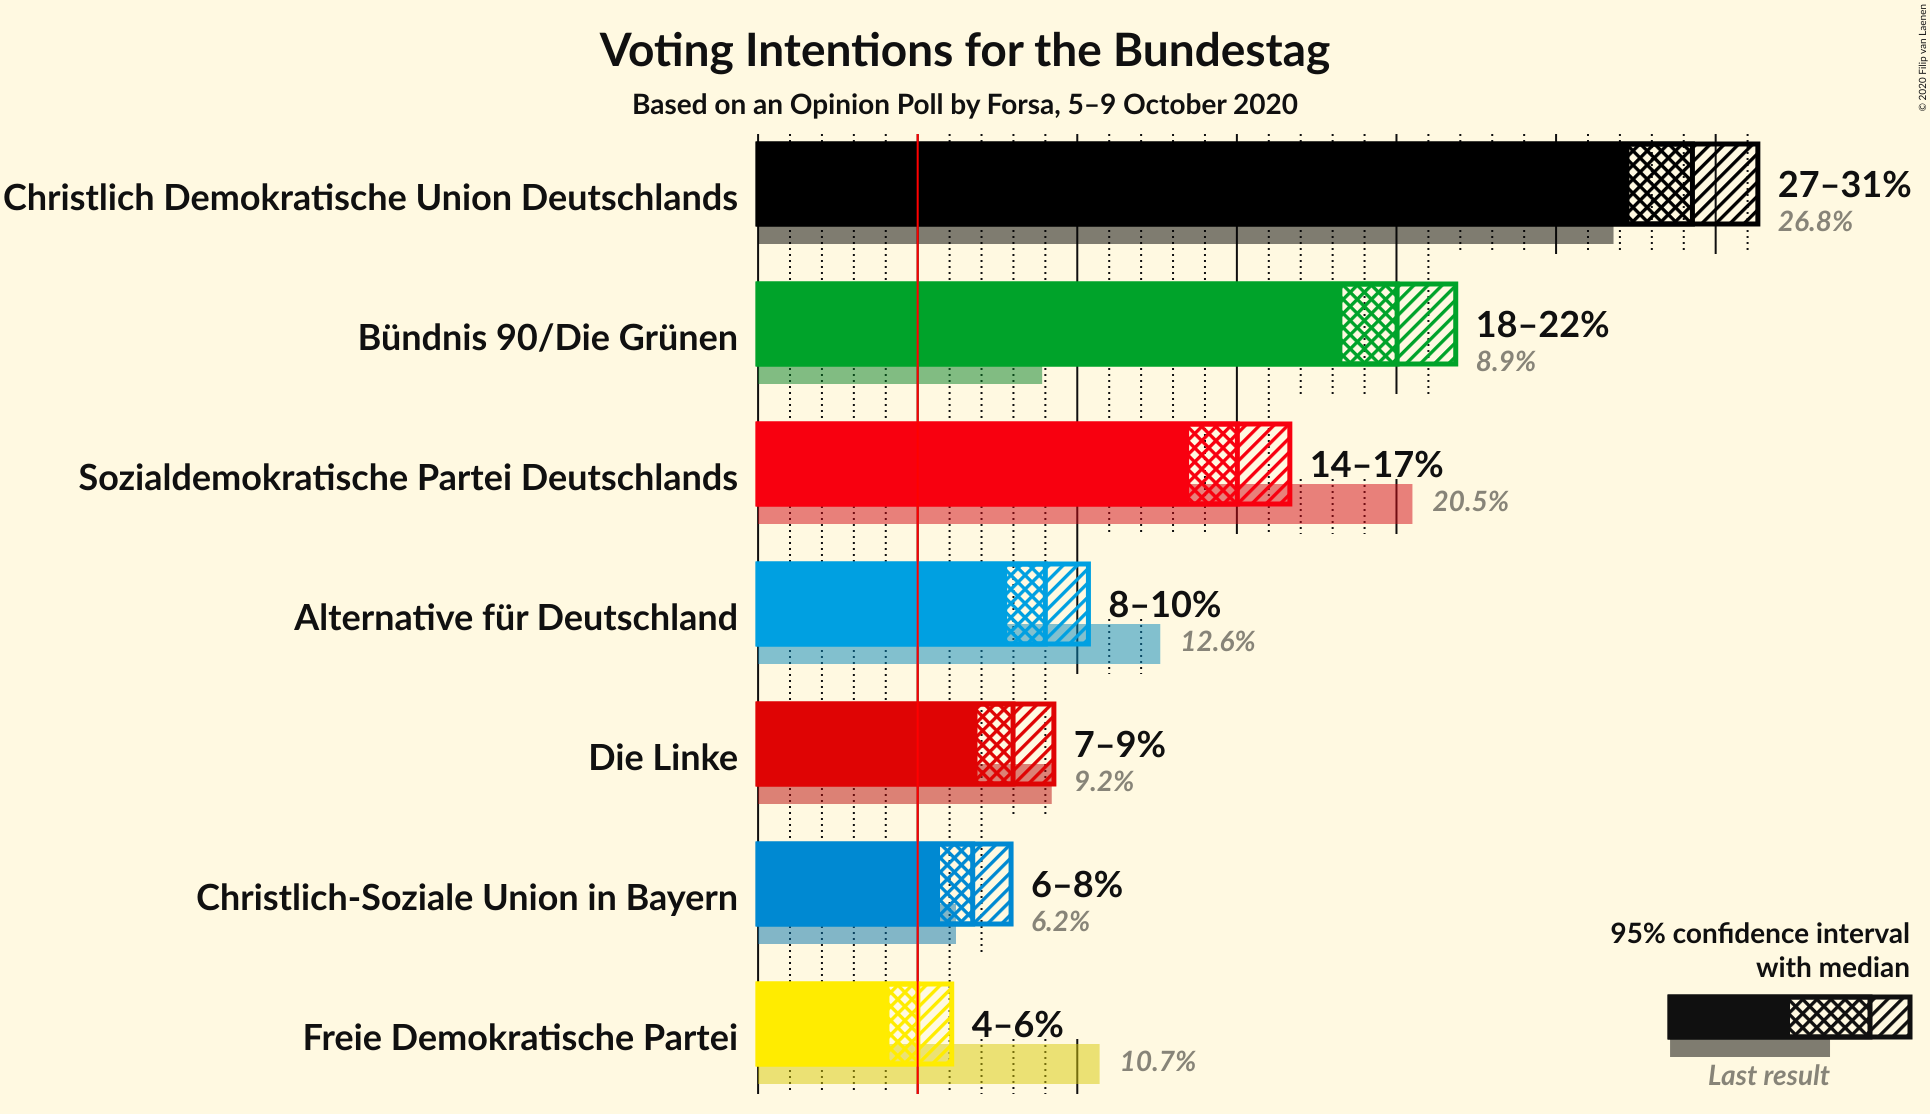 Voting Intentions for the Bundestag
Based on an Opinion Poll by Forsa, 5–9 October 2020
© 2020 Filip van Laenen
Christlich Demokratische Union Deutschlands
27–31%
26.8%
Bündnis 90/Die Grünen
18–22%
8.9%
Sozialdemokratische Partei Deutschlands
14–17%
20.5%
Alternative für Deutschland
8–10%
12.6%
Die Linke
7–9%
9.2%
Christlich-Soziale Union in Bayern
6–8%
6.2%
Freie Demokratische Partei
4–6%
10.7%
95% confidence interval
with median
Last result